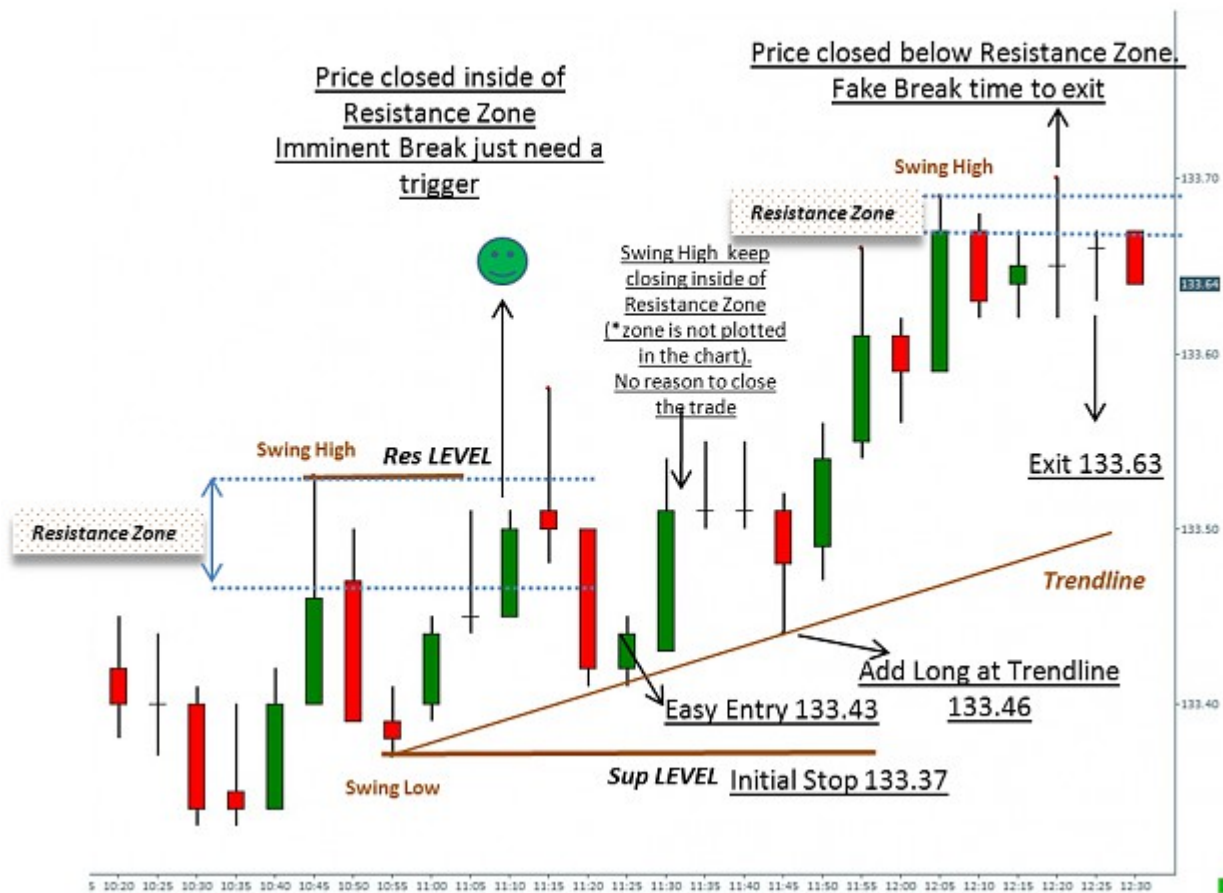 Price closed inside of
Resistance Zone
Imminent Break just need a
trigger
Price closed below Resistance Zone.
Fake Break time to exit
Swing High
Resistance Zone
133.70
Swing High keep
closing inside of
Resistance Zone
(*zone is not plotted
in the chart).
No reason to close
the trade
133.64
133.60
Swing High
Res LEVEL
Resistance Zone
Exit 133.63
133.50
Trendline
Add Long at Trendline
133.46
Easy Entry 133.43
133.40
Swing Low
Sup LEVEL
Initial Stop 133.37
5 10:20 10:25 10:30 10:35 10:40 10:45 10:50 10:55 11:00 11:05 11:10 11:15 11:20 11:25 11:30 11:35 11:40 11:45 11:50 11:55 12:00 12:05 12:10 12:15 12:20 12:25 12:30